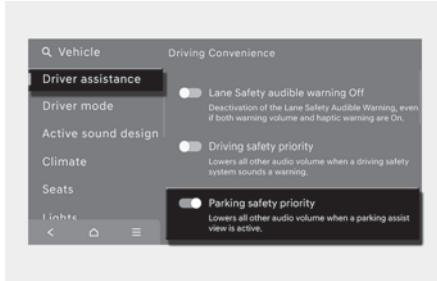 Vehicle
Driving Convenience
Driver assistance
Lane Safety audible warning Off
Deactivation of the Lane Safety Audible Warning, even
if both warning volume and haptic warning are On.
Driver mode
Active sound design
Driving safety priority
Lowers all other audio volume when a driving safety
system sounds a warning.
Climate
Seats
Parking safety priority
Lowers all other audio volume when a parking assist
view is active.
Lights